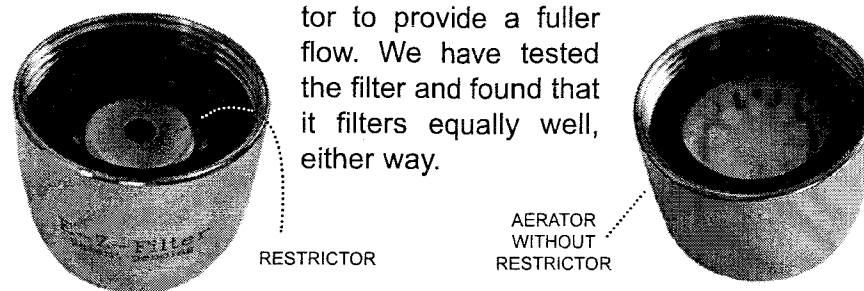 tor to provide a fuller
flow. We have tested
the filter and found that
it filters equally well,
either way.
RESTRICTOR
AERATOR
WITHOUT
RESTRICTOR
E-Z-Filter